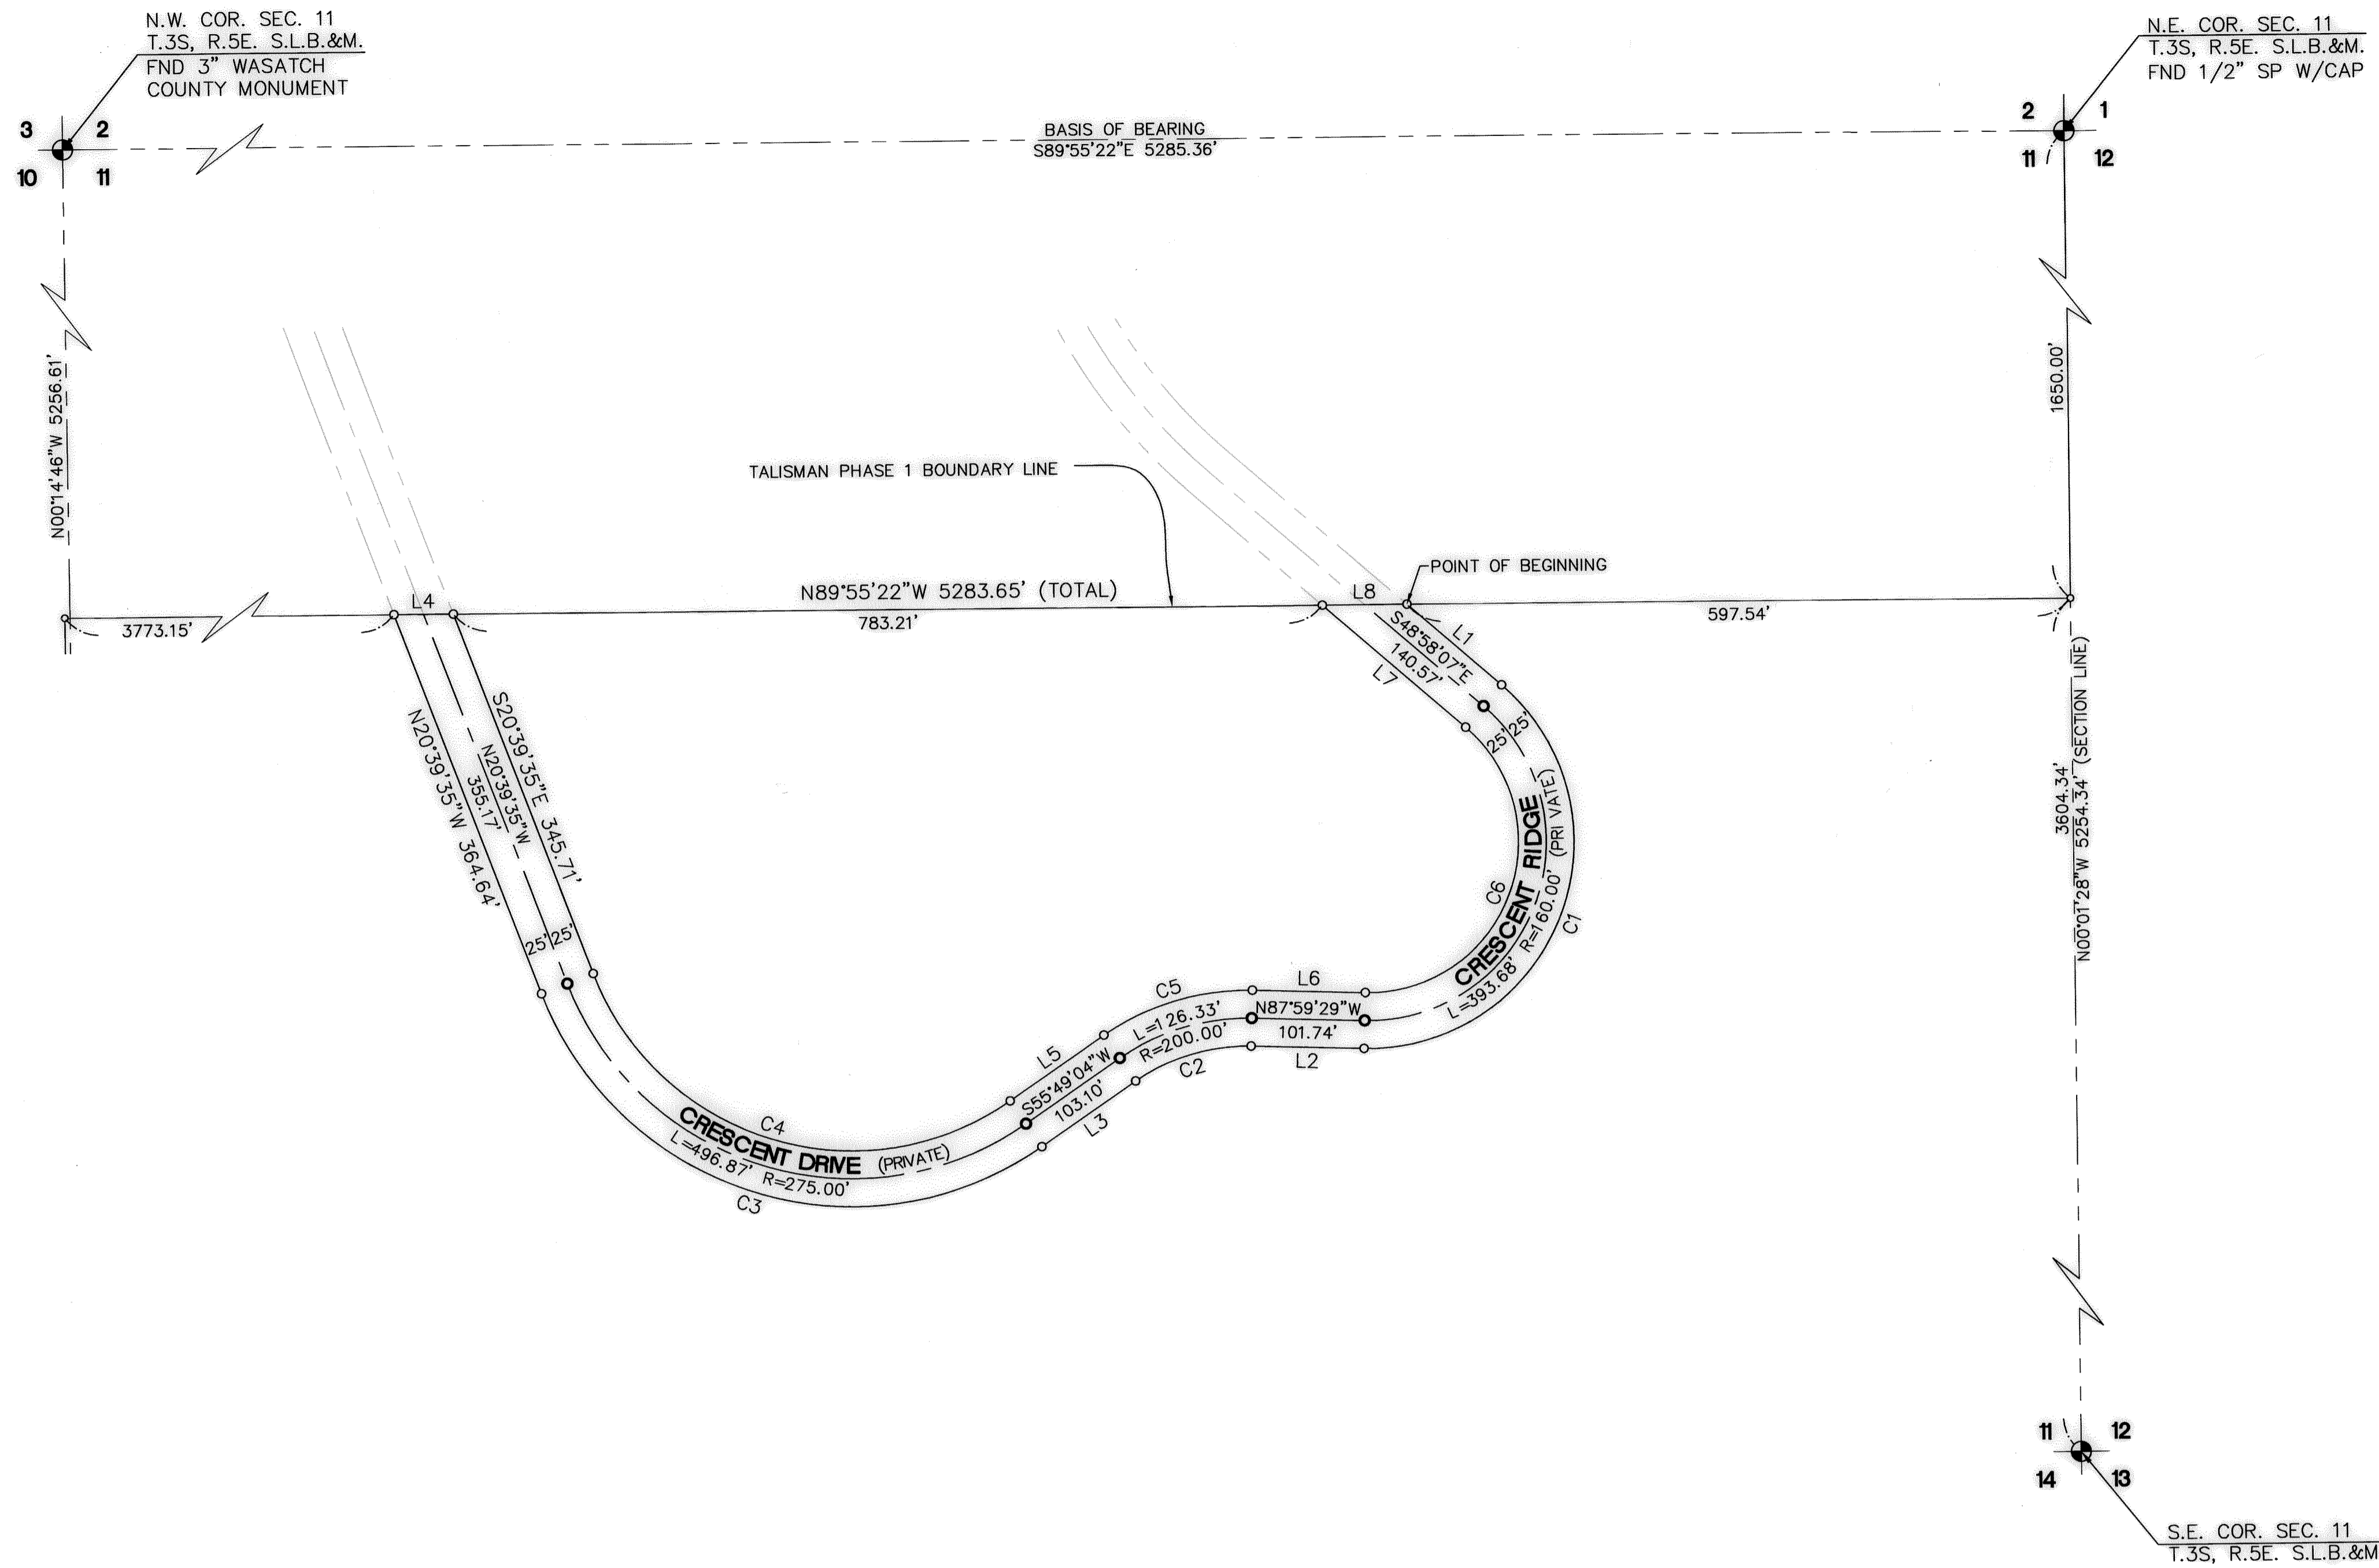 N.W. COR. SEC. 11
T.3S, R.5E. S.L.B.&M.
FND 3" WASATCH
COUNTY MONUMENT
N.E. COR. SEC. 11
T.3S, R.5E. S.L.B.&M.
FND 1/2" SP W/CAP
3 2
10 11
2 1
11 12
BASIS OF BEARING
S89°55'22"E 5285.36'
N00°14'46"W 5256.61'
1650.00'
TALISMAN PHASE 1 BOUNDARY LINE
POINT OF BEGINNING
N89°55'22"W 5283.65' (TOTAL)
L4
L8
3773.15'
783.21'
597.54'
L1
S48°58'07"E
140.57'
L7
25' 25'
S20°39'35"E 345.71'
N20°39'35"W
355.17'
N20°39'35"W 364.64'
25' 25'
3604.34'
N00°01'28"W 5254.34' (SECTION LINE)
CRESCENT RIDGE
(PRIVATE)
L=393.68' R=160.00'
C6
C1
L6
N87°59'29"W
101.74'
L2
C5
L=126.33'
R=200.00'
C2
L5
S55°49'04"W
103.10'
L3
C4
CRESCENT DRIVE (PRIVATE)
L=496.87' R=275.00'
C3
11 12
14 13
S.E. COR. SEC. 11
T.3S, R.5E. S.L.B.&M